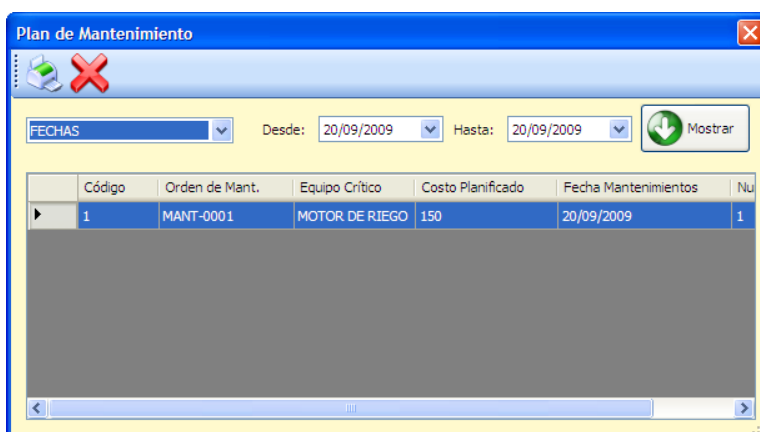 Plan de Mantenimiento
FECHAS Desde: 20/09/2009 Hasta: 20/09/2009 Mostrar
Código Orden de Mant. Equipo Crítico Costo Planificado Fecha Mantenimientos Nu
1 MANT-0001 MOTOR DE RIEGO 150 20/09/2009 1